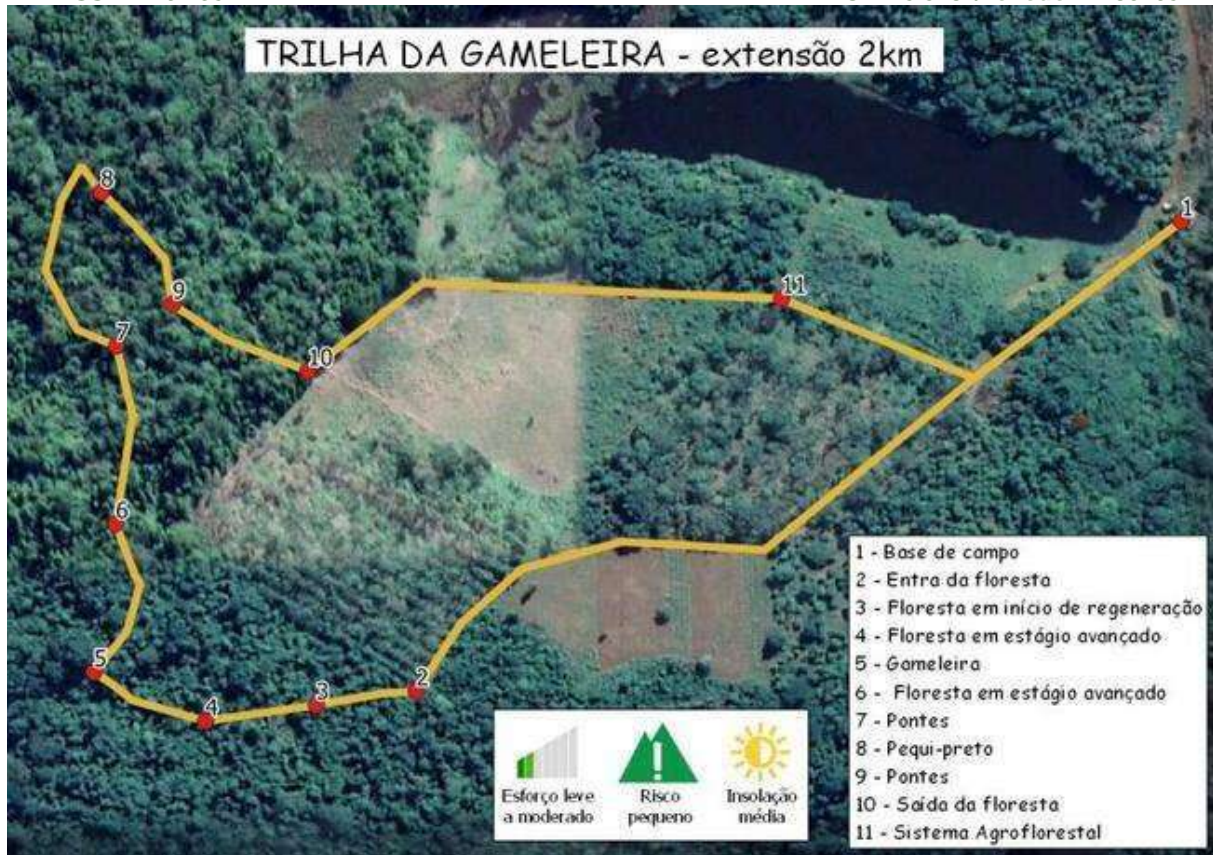 TRILHA DA GAMELEIRA - extensão 2km
8
1
9
11
7
10
6
5
4
3
2
1 - Base de campo
2 - Entra da floresta
3 - Floresta em início de regeneração
4 - Floresta em estágio avançado
5 - Gameleira
6 - Floresta em estágio avançado
7 - Pontes
8 - Pequi-preto
9 - Pontes
10 - Saída da floresta
11 - Sistema Agroflorestal
Esforço leve
a moderado
Risco
pequeno
Insolação
média